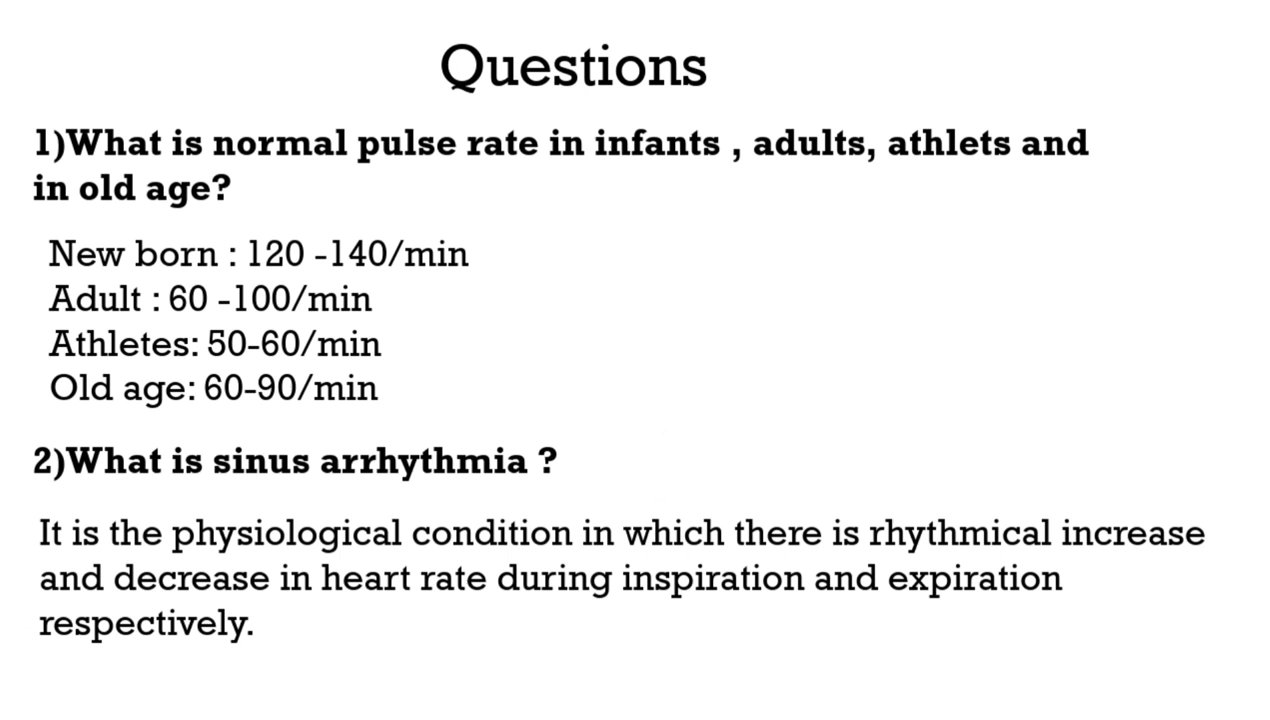 Questions
1)What is normal pulse rate in infants , adults, athlets and
in old age?
New born : 120 -140/min
Adult : 60 -100/min
Athletes: 50-60/min
Old age: 60-90/min
2)What is sinus arrhythmia ?
It is the physiological condition in which there is rhythmical increase
and decrease in heart rate during inspiration and expiration
respectively.